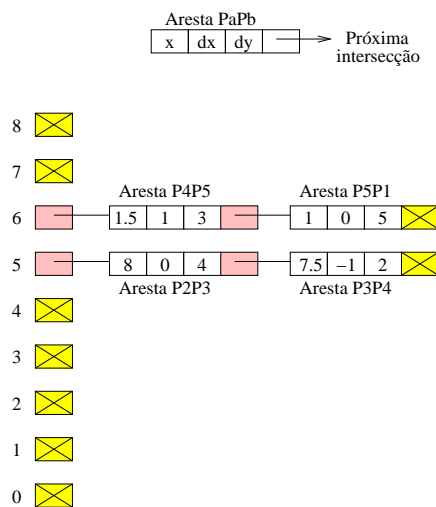 Aresta PaPb
x dx dy Próxima
intersecção
8
7
Aresta P4P5 Aresta P5P1
6 1.5 1 3 1 0 5
5 8 0 4 7.5 −1 2
Aresta P2P3 Aresta P3P4
4
3
2
1
0